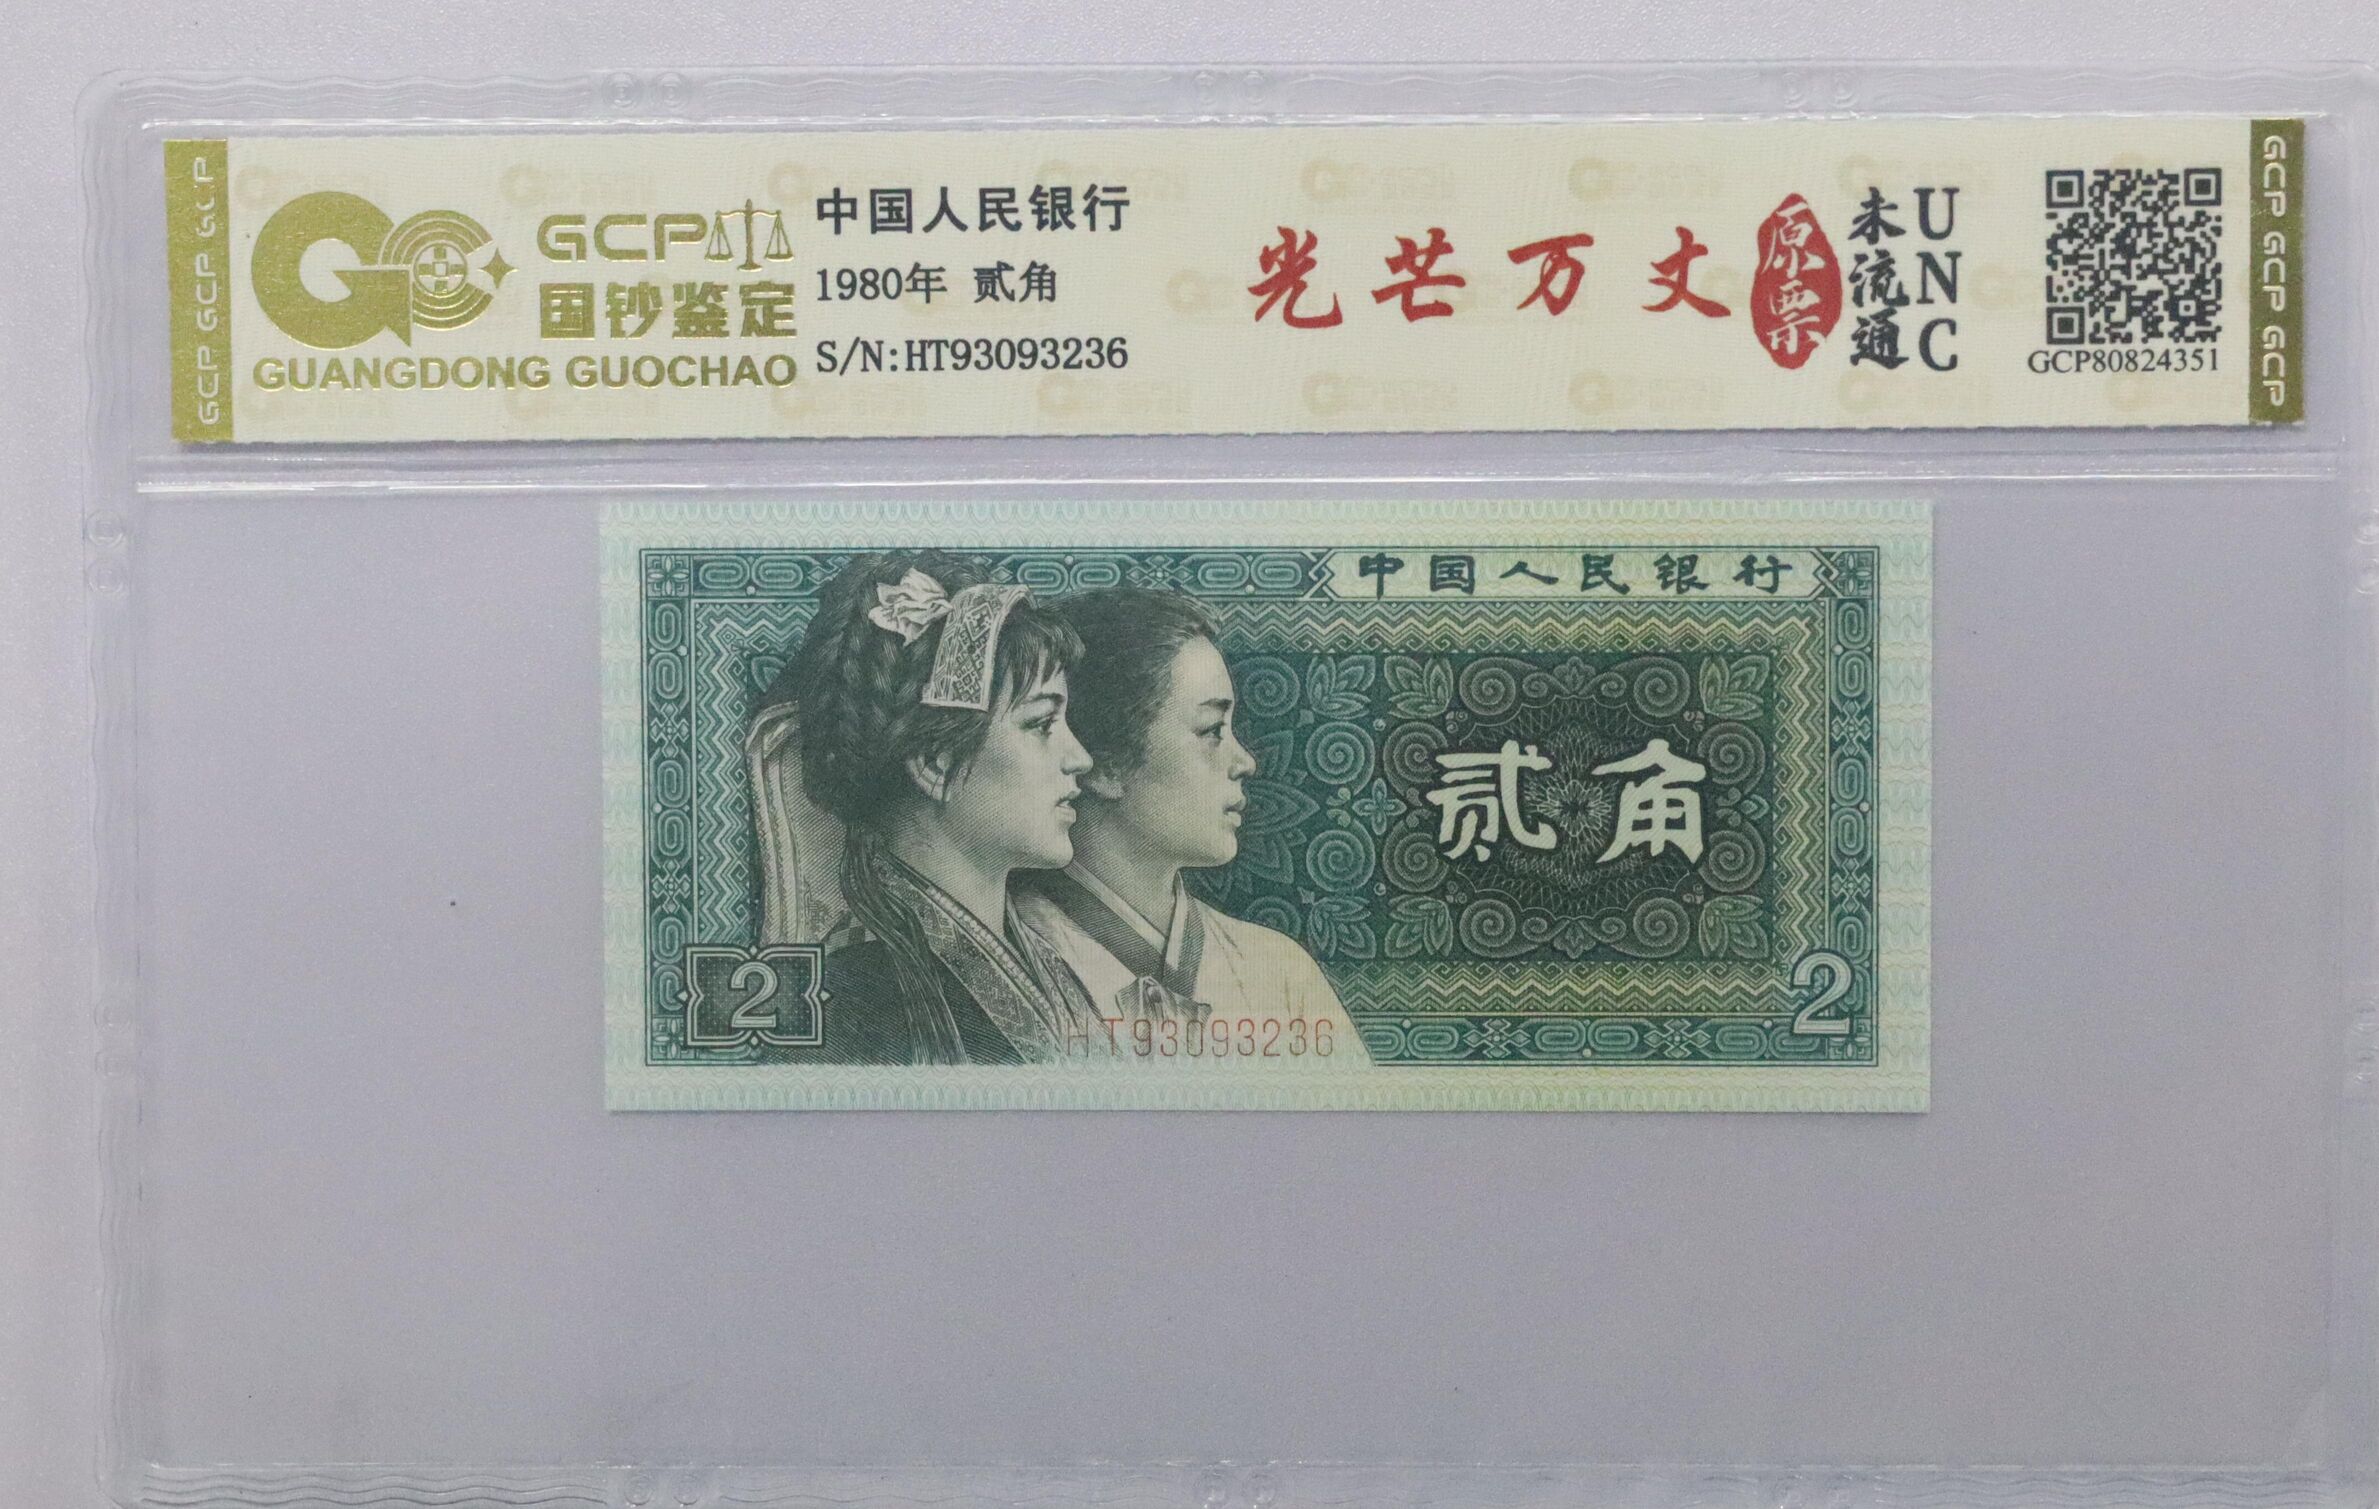 GCP GCP GCP
GCP
国钞鉴定
GUANGDONG GUOCHAO
中国人民银行
1980年 贰角
S/N:HT93093236
光芒万丈
原票
未流通
UNC
GCP80824351
GCP GCP GCP
中国人民银行
贰角
2
2
HT93093236